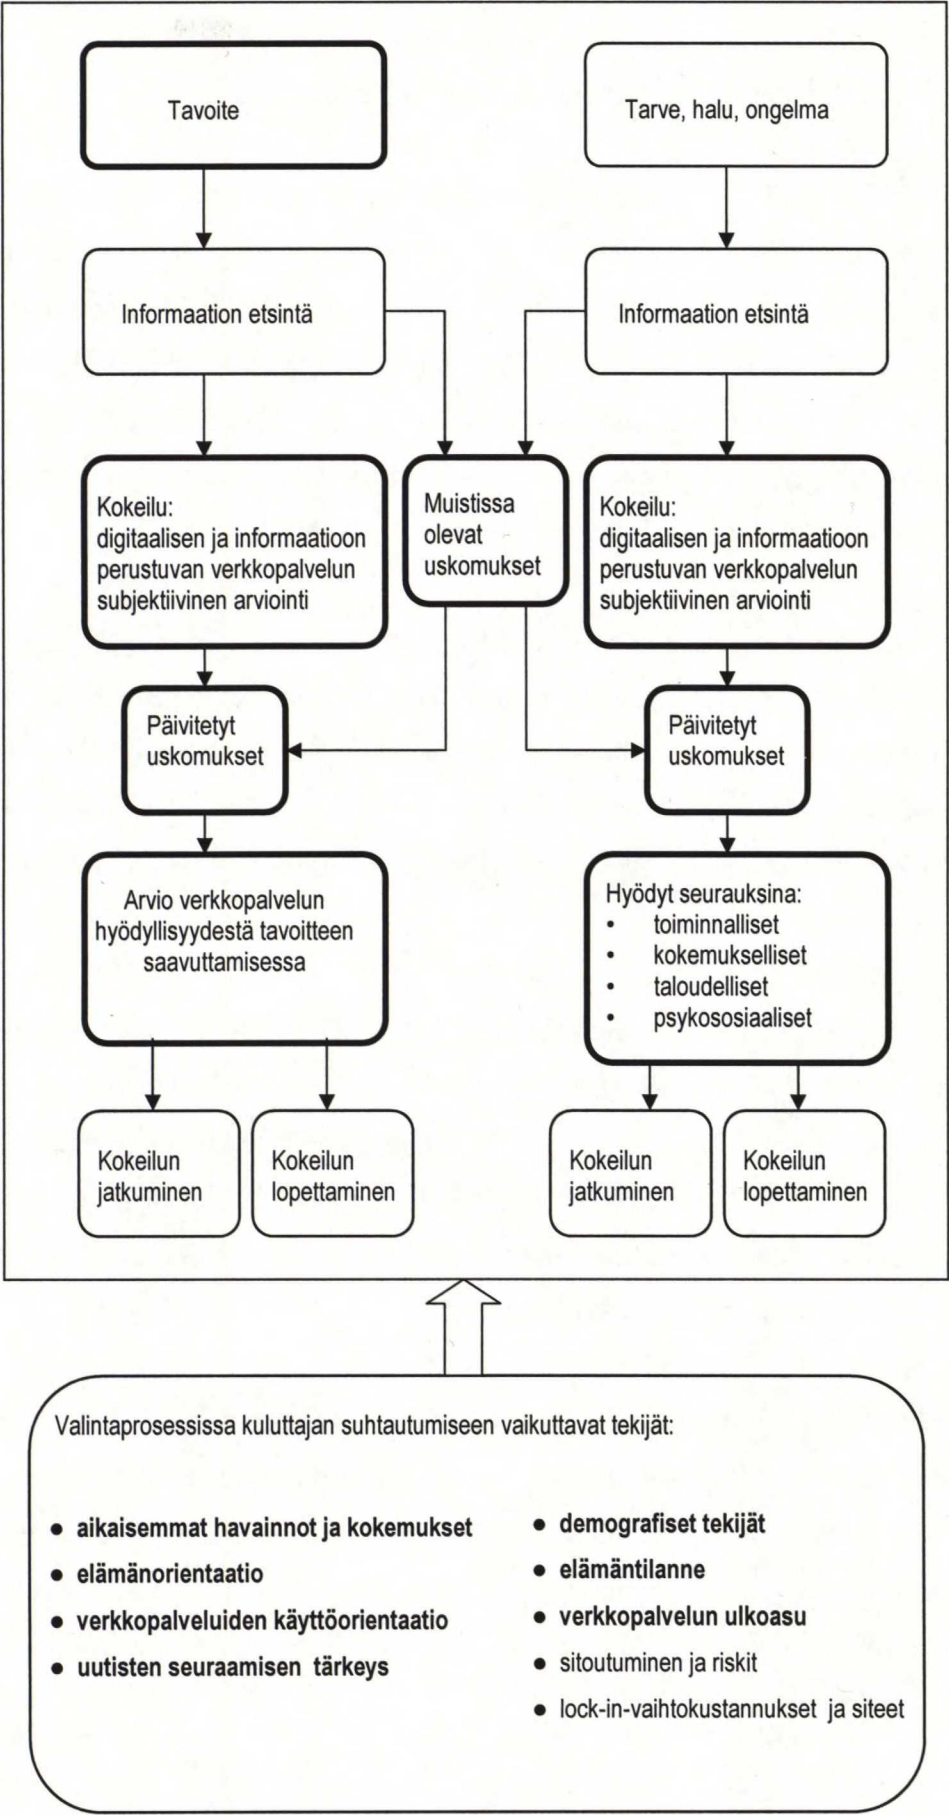 Tavoite
Tarve, halu, ongelma
Informaation etsintä
Informaation etsintä
Kokeilu:
digitaalisen ja informaatioon
perustuvan verkkopalvelun
subjektiivinen arviointi
Muistissa
olevat
uskomukset
Kokeilu:
digitaalisen ja informaatioon
perustuvan verkkopalvelun
subjektiivinen arviointi
Päivitetyt
uskomukset
Päivitetyt
uskomukset
Arvio verkkopalvelun
hyödyllisyydestä tavoitteen
saavuttamisessa
Hyödyt seurauksina:
• toiminnalliset
• kokemukselliset
• taloudelliset
• psykososiaaliset
Kokeilun
jatkuminen
Kokeilun
lopettaminen
Kokeilun
jatkuminen
Kokeilun
lopettaminen
Valintaprosessissa kuluttajan suhtautumiseen vaikuttavat tekijät:
● aikaisemmat havainnot ja kokemukset
● elämänorientaatio
● verkkopalveluiden käyttöorientaatio
● uutisten seuraamisen tärkeys
● demografiset tekijät
● elämäntilanne
● verkkopalvelun ulkoasu
● sitoutuminen ja riskit
● lock-in-vaihtokustannukset ja siteet